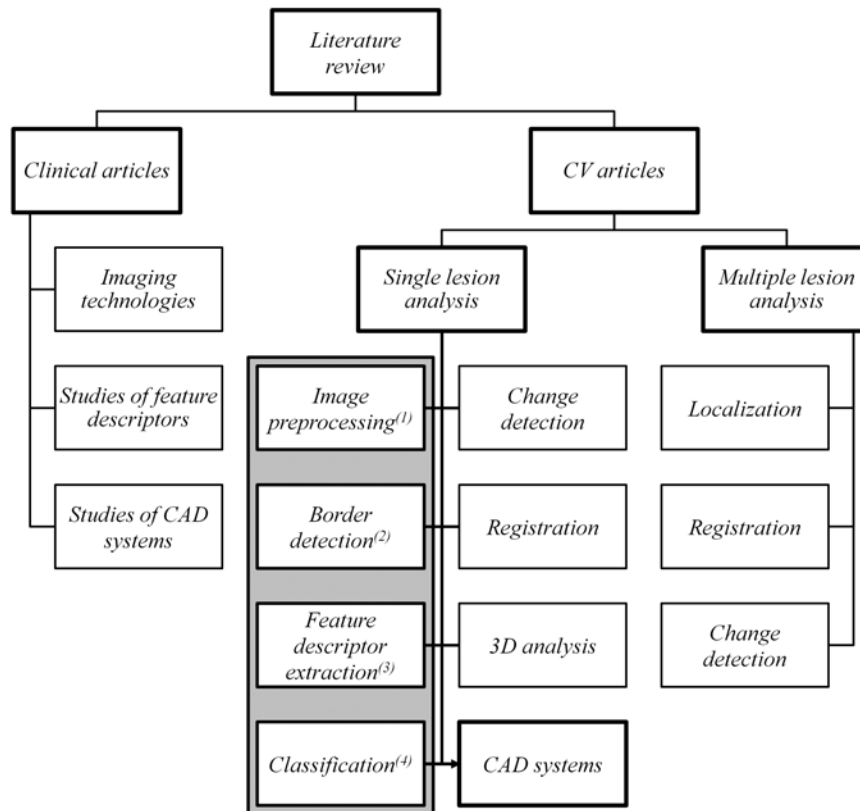 Literature
review
Clinical articles
CV articles
Imaging
technologies
Single lesion
analysis
Multiple lesion
analysis
Studies of feature
descriptors
Image
preprocessing(1)
Change
detection
Localization
Studies of CAD
systems
Border
detection(2)
Registration
Registration
Feature
descriptor
extraction(3)
3D analysis
Change
detection
Classification(4)
CAD systems